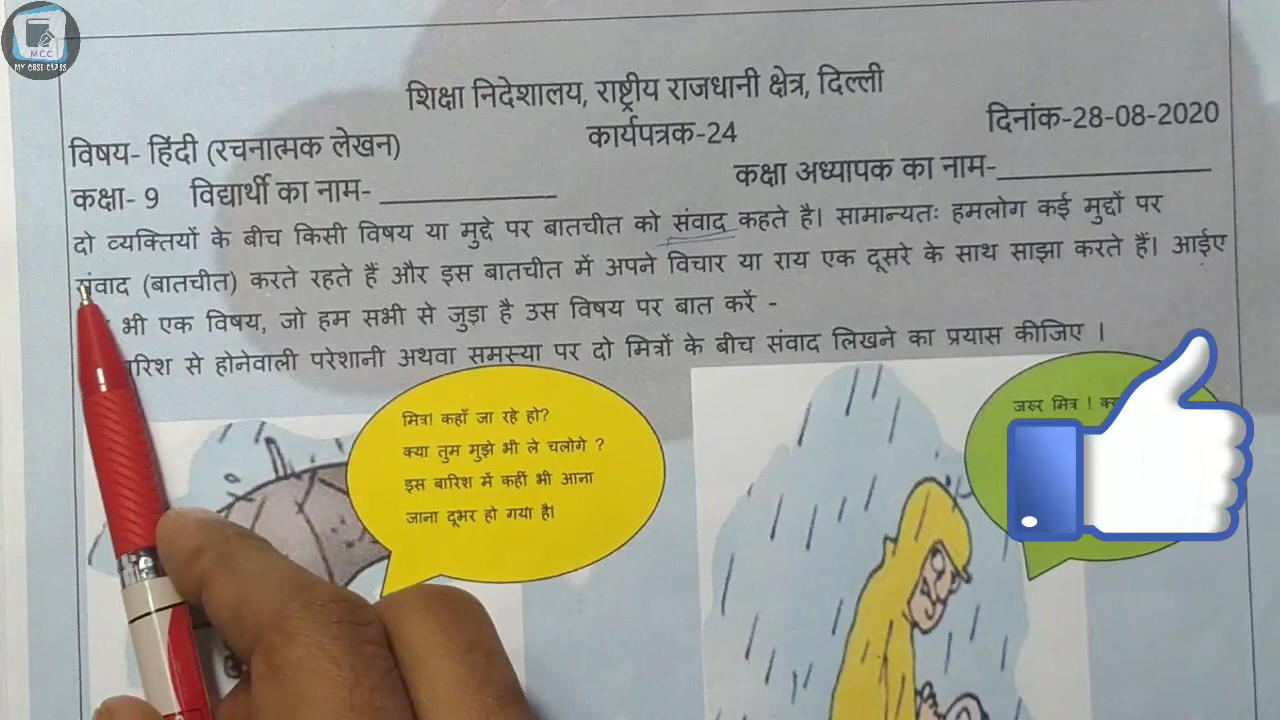 MCC
MY CBSE CLASS
शिक्षा निदेशालय, राष्ट्रीय राजधानी क्षेत्र, दिल्ली
विषय- हिंदी (रचनात्मक लेखन) कार्यपत्रक-24 दिनांक-28-08-2020
कक्षा- 9 विद्यार्थी का नाम- कक्षा अध्यापक का नाम-
दो व्यक्तियों के बीच किसी विषय या मुद्दे पर बातचीत को संवाद कहते है। सामान्यतः हमलोग कई मुद्दों पर
संवाद (बातचीत) करते रहते हैं और इस बातचीत में अपने विचार या राय एक दूसरे के साथ साझा करते हैं। आईए
भी एक विषय, जो हम सभी से जुड़ा है उस विषय पर बात करें -
से होनेवाली परेशानी अथवा समस्या पर दो मित्रों के बीच संवाद लिखने का प्रयास कीजिए ।
मित्र! कहाँ जा रहे हो?
क्या तुम मुझे भी ले चलोगे ?
इस बारिश में कहीं भी आना
जाना दूभर हो गया है।
जरुर मित्र !